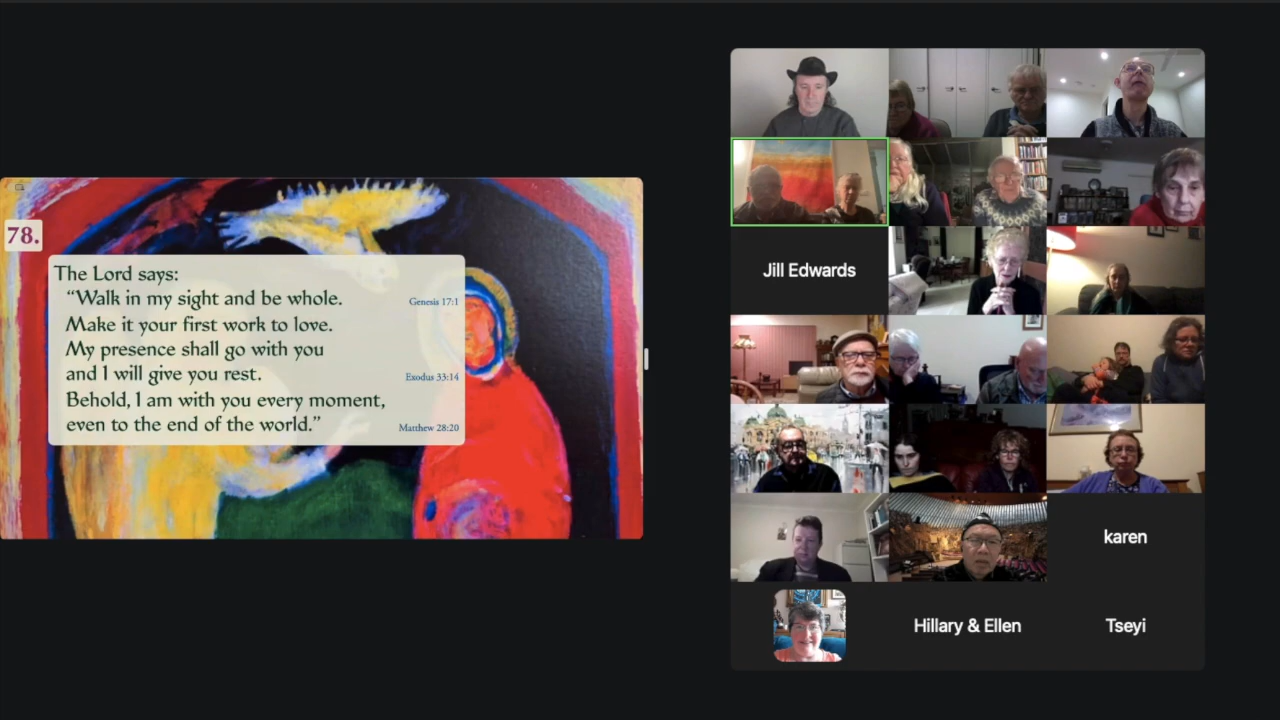 78.
The Lord says:
“Walk in my sight and be whole.
Genesis 17:1
Make it your first work to love.
My presence shall go with you
and I will give you rest.
Exodus 33:14
Behold, I am with you every moment,
even to the end of the world.”
Matthew 28:20
Jill Edwards
karen
Hillary & Ellen
Tseyi